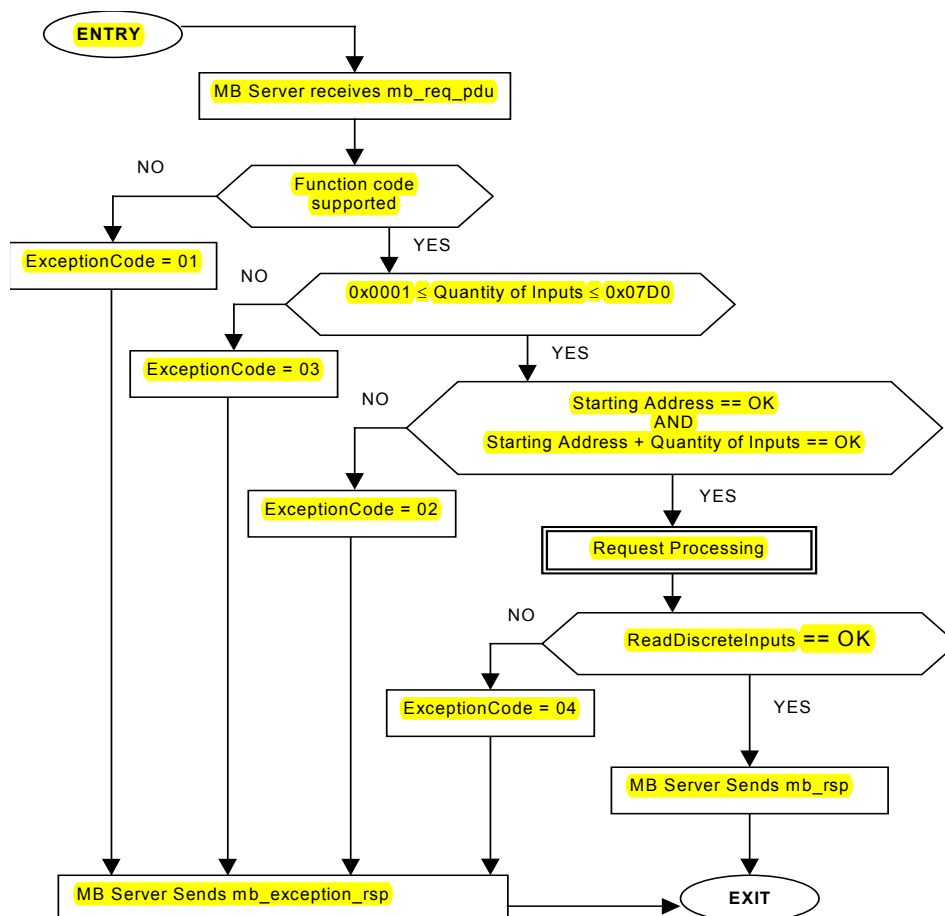 ENTRY
MB Server receives mb_req_pdu
NO
Function code
supported
YES
ExceptionCode = 01
NO
0x0001 ≤ Quantity of Inputs ≤ 0x07D0
YES
ExceptionCode = 03
NO
Starting Address == OK
AND
Starting Address + Quantity of Inputs == OK
YES
ExceptionCode = 02
Request Processing
NO
ReadDiscreteInputs == OK
YES
ExceptionCode = 04
MB Server Sends mb_rsp
MB Server Sends mb_exception_rsp
EXIT